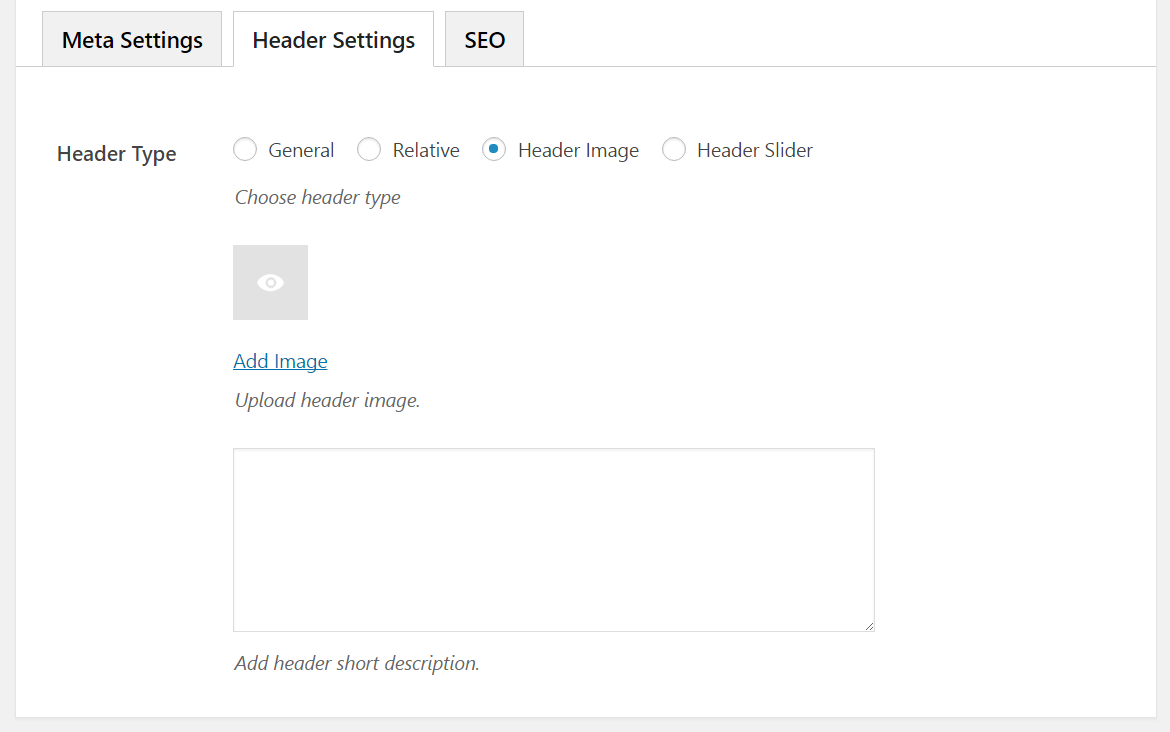 Meta Settings Header Settings SEO
Header Type General Relative Header Image Header Slider
Choose header type
Add Image
Upload header image.
Add header short description.